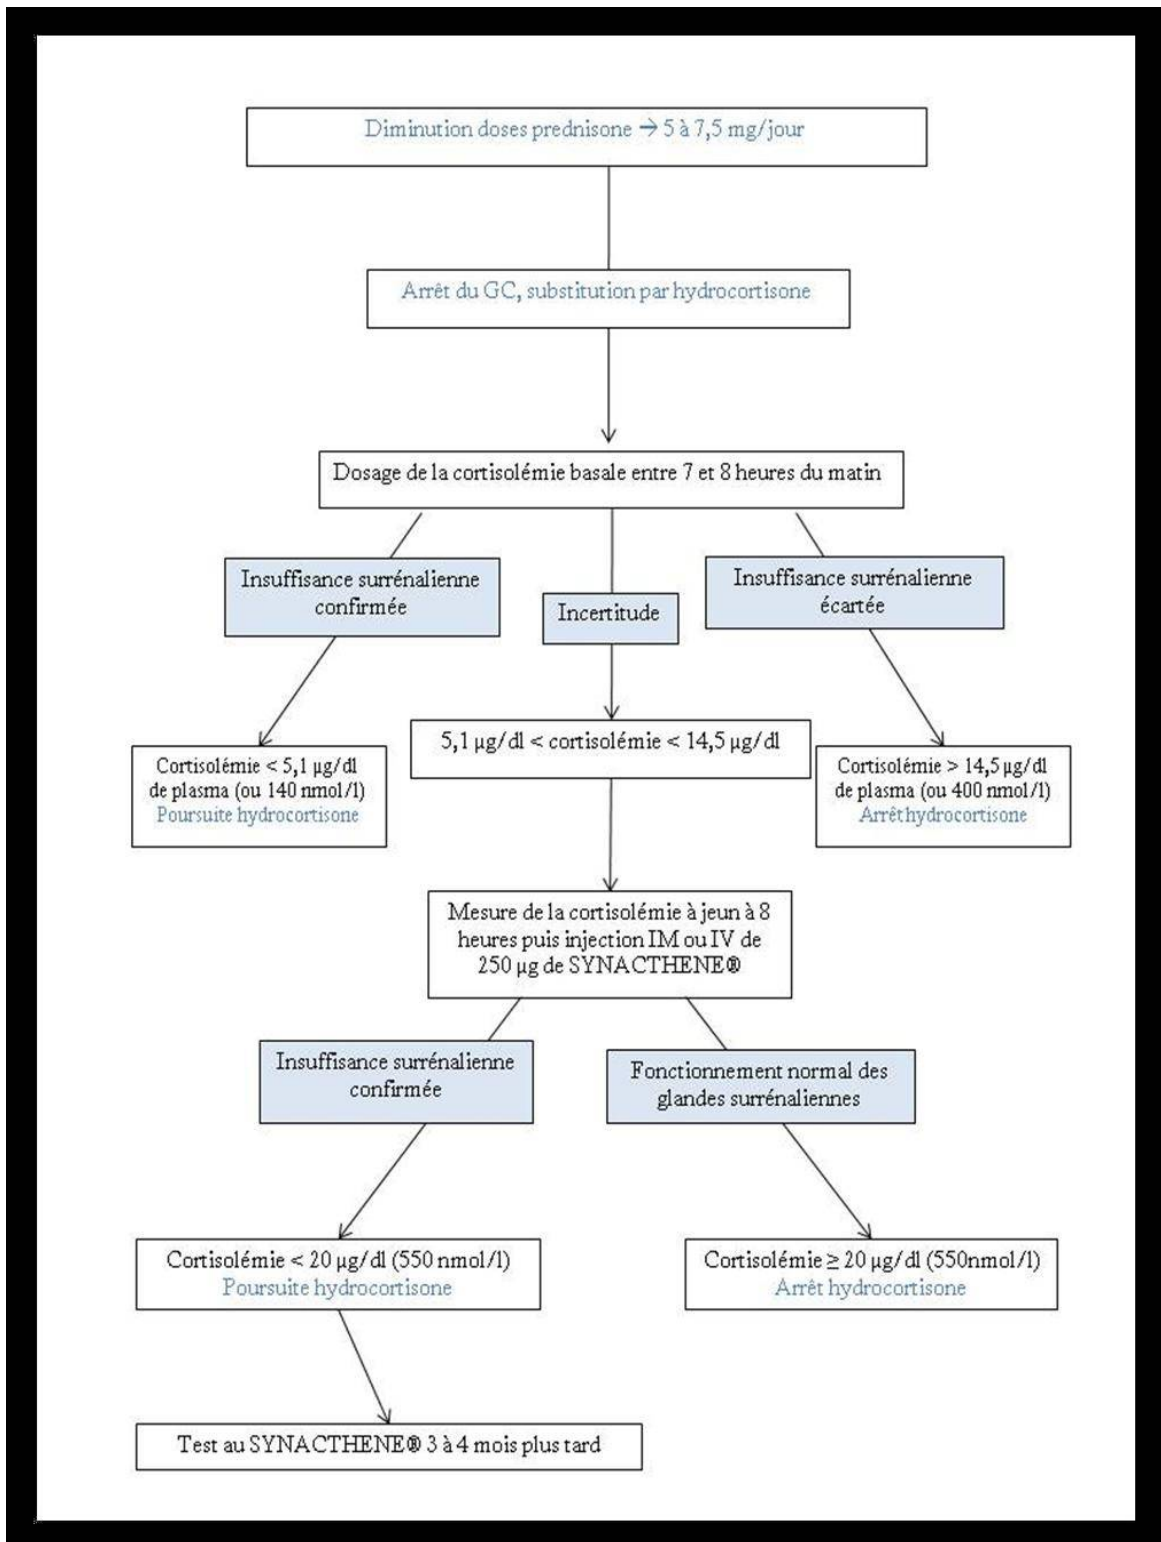 Diminution doses prednisone → 5 à 7,5 mg/jour
Arrêt du GC, substitution par hydrocortisone
Dosage de la cortisolémie basale entre 7 et 8 heures du matin
Insuffisance surrénalienne
confirmée
Incertitude
Insuffisance surrénalienne
écartée
Cortisolémie < 5,1 µg/dl
de plasma (ou 140 nmol/l)
Poursuite hydrocortisone
5,1 µg/dl < cortisolémie < 14,5 µg/dl
Cortisolémie > 14,5 µg/dl
de plasma (ou 400 nmol/l)
Arrêt hydrocortisone
Mesure de la cortisolémie à jeun à 8
heures puis injection IM ou IV de
250 µg de SYNACTHENE®
Insuffisance surrénalienne
confirmée
Fonctionnement normal des
glandes surrénaliennes
Cortisolémie < 20 µg/dl (550 nmol/l)
Poursuite hydrocortisone
Cortisolémie ≥ 20 µg/dl (550nmol/l)
Arrêt hydrocortisone
Test au SYNACTHENE® 3 à 4 mois plus tard